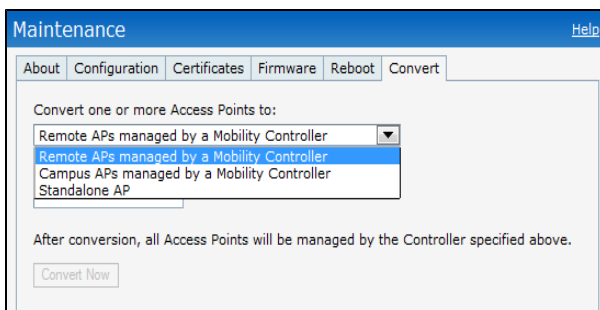 Maintenance Help
About Configuration Certificates Firmware Reboot Convert
Convert one or more Access Points to:
Remote APs managed by a Mobility Controller
Remote APs managed by a Mobility Controller
Campus APs managed by a Mobility Controller
Standalone AP
After conversion, all Access Points will be managed by the Controller specified above.
Convert Now